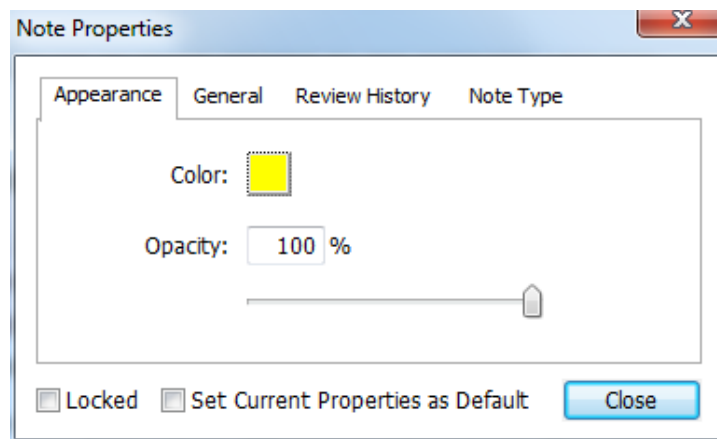 Note Properties
Appearance General Review History Note Type
Color:
Opacity: 100 %
Locked Set Current Properties as Default Close